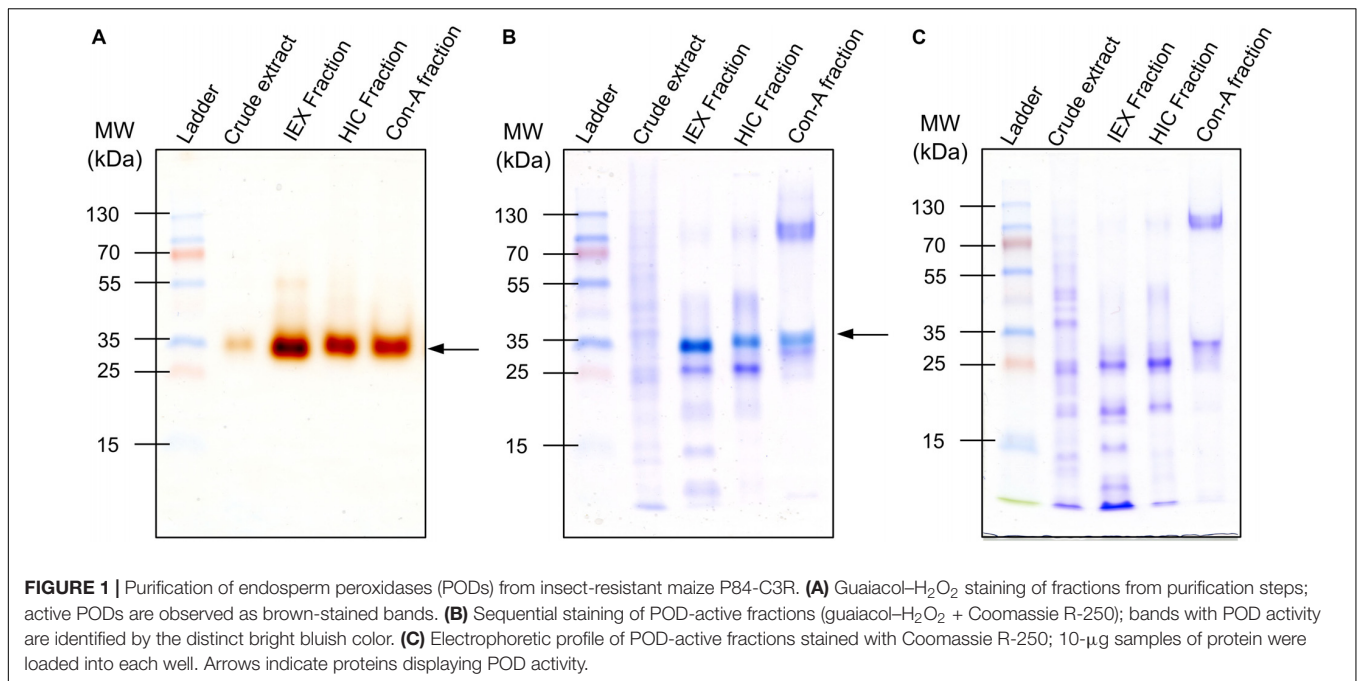 A
Ladder
Crude extract
IEX Fraction
HIC Fraction
Con-A fraction
MW
(kDa)
130
70
55
35
25
15
B
Ladder
Crude extract
IEX Fraction
HIC Fraction
Con-A fraction
MW
(kDa)
130
70
55
35
25
15
C
Ladder
Crude extract
IEX Fraction
HIC Fraction
Con-A fraction
MW
(kDa)
130
70
55
35
25
15
FIGURE 1 | Purification of endosperm peroxidases (PODs) from insect-resistant maize P84-C3R. (A) Guaiacol–H₂O₂ staining of fractions from purification steps;
active PODs are observed as brown-stained bands. (B) Sequential staining of POD-active fractions (guaiacol–H₂O₂ + Coomassie R-250); bands with POD activity
are identified by the distinct bright bluish color. (C) Electrophoretic profile of POD-active fractions stained with Coomassie R-250; 10-μg samples of protein were
loaded into each well. Arrows indicate proteins displaying POD activity.